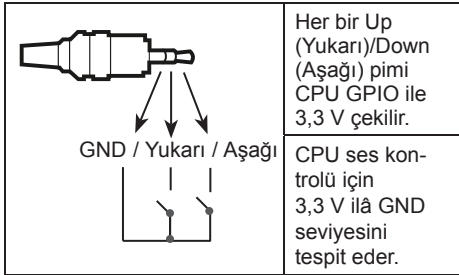 GND / Yukarı / Aşağı
Her bir Up
(Yukarı)/Down
(Aşağı) pimi
CPU GPIO ile
3,3 V çekilir.
CPU ses kon-
trolü için
3,3 V ilâ GND
seviyesini
tespit eder.